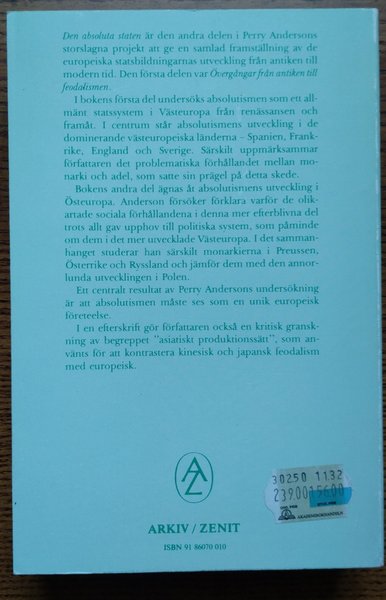 Den absoluta staten är den andra delen i Perry Andersons
storslagna projekt att ge en samlad framställning av de
europeiska statsbildningarnas utveckling från antiken till
modern tid. Den första delen var Övergångar från antiken till
feodalismen.
I bokens första del undersöks absolutismen som ett all-
mänt statssystem i Västeuropa från renässansen och
framåt. I centrum står absolutismens utveckling i de
dominerande västeuropeiska länderna – Spanien, Frank-
rike, England och Sverige. Särskilt uppmärksammar
författaren det problematiska förhållandet mellan mo-
narki och adel, som satte sin prägel på detta skede.
Bokens andra del ägnas åt absolutismens utveckling i
Östeuropa. Anderson försöker förklara varför de olik-
artade sociala förhållandena i denna mer efterblivna del
trots allt gav upphov till politiska system, som påminde
om dem i det mer utvecklade Västeuropa. I det samman-
hanget studerar han särskilt monarkierna i Preussen,
Österrike och Ryssland och jämför dem med den annor-
lunda utvecklingen i Polen.
Ett centralt resultat av Perry Andersons undersökning
är att absolutismen måste ses som en unik europeisk
företeelse.
I en efterskrift gör författaren också en kritisk gransk-
ning av begreppet "asiatiskt produktionssätt", som an-
vänts för att kontrastera kinesisk och japansk feodalism
med europeisk.
AZ
30250 1132
239.00 156.00
ORD. PRIS
AKADEMIBOKHANDELN
ARKIV / ZENIT
ISBN 91 86070 010